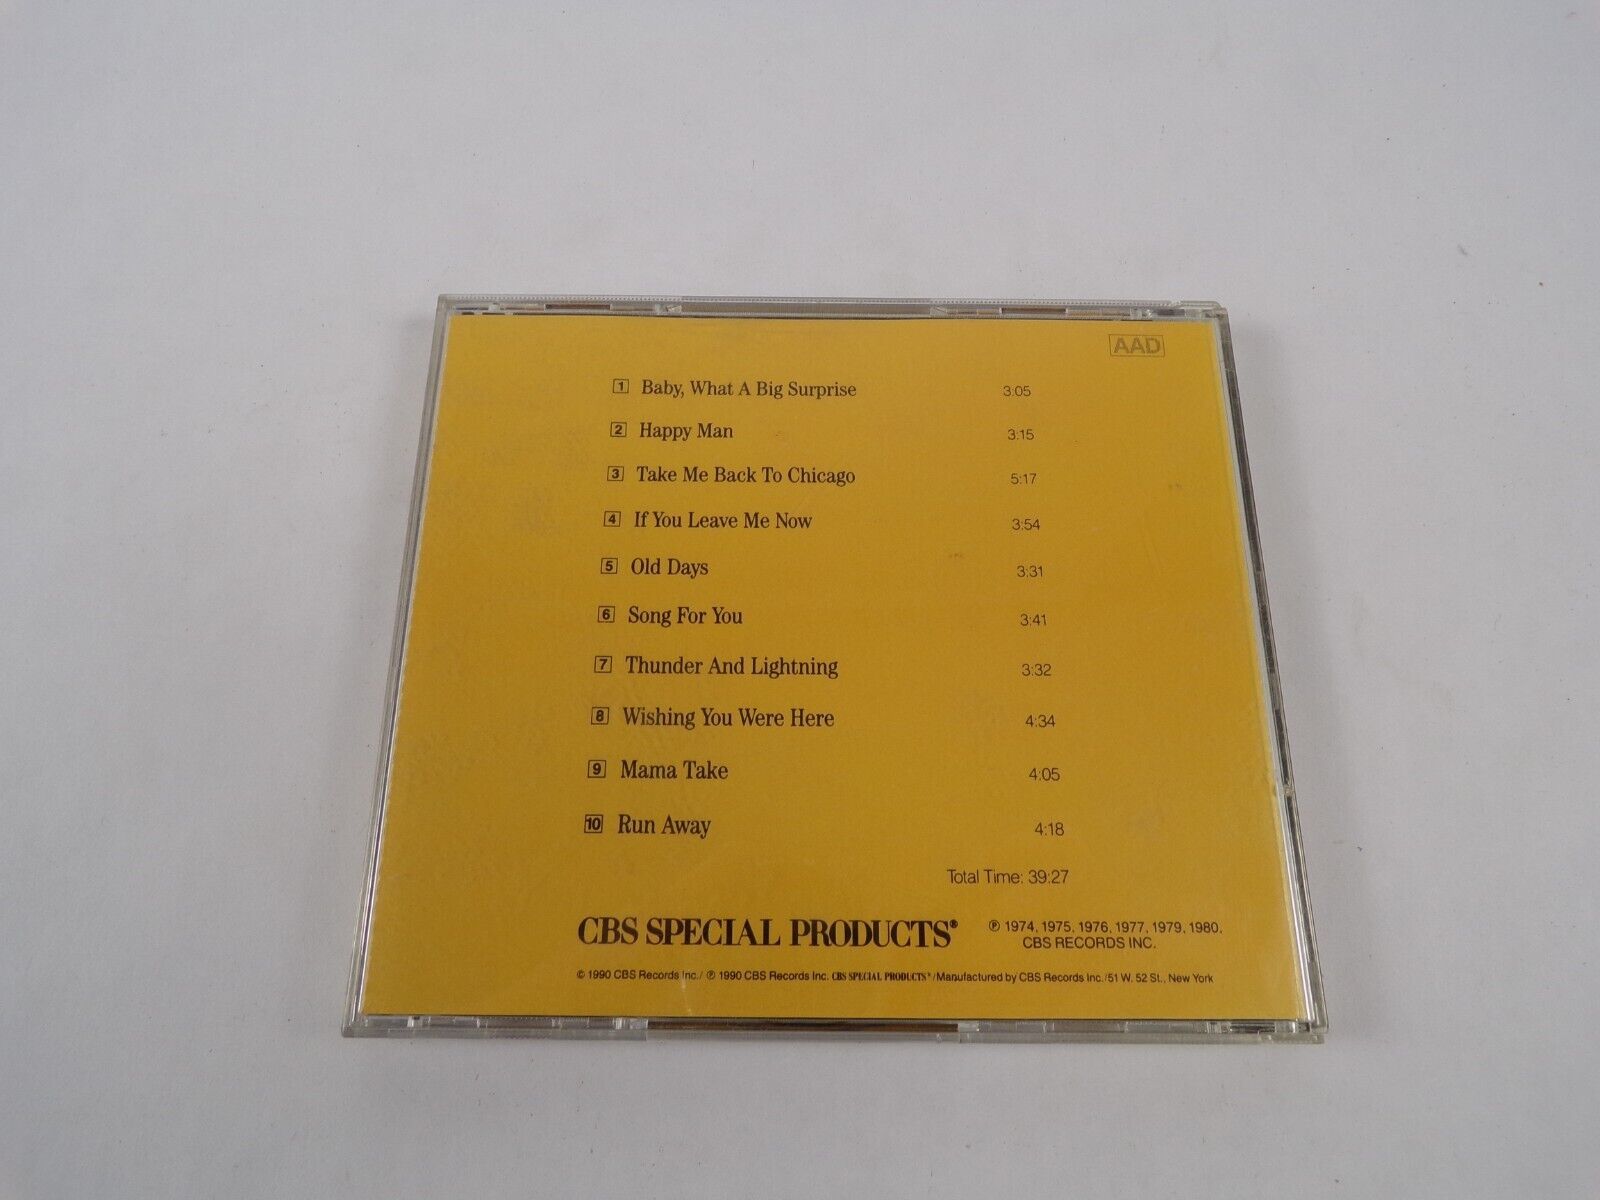 AAD
1 Baby, What A Big Surprise 3:05
2 Happy Man 3:15
3 Take Me Back To Chicago 5:17
4 If You Leave Me Now 3:54
5 Old Days 3:31
6 Song For You 3:41
7 Thunder And Lightning 3:32
8 Wishing You Were Here 4:34
9 Mama Take 4:05
10 Run Away 4:18
Total Time: 39:27
CBS SPECIAL PRODUCTS® ℗ 1974, 1975, 1976, 1977, 1979, 1980,
CBS RECORDS INC.
© 1990 CBS Records Inc./ ℗ 1990 CBS Records Inc. CBS SPECIAL PRODUCTS®/Manufactured by CBS Records Inc./51 W. 52 St., New York